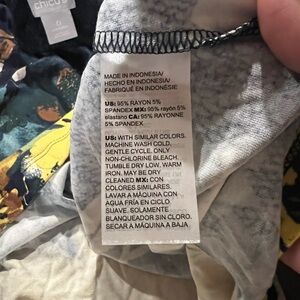 chico's
MADE IN INDONESIA/
HECHO EN INDONESIA/
FABRIQUÉ EN INDONÉSIE
US: 95% RAYON 5%
SPANDEX MX: 95% RAYON 5%
elastano CA: 95% RAYONNE
5% SPANDEX
US: WITH SIMILAR COLORS.
MACHINE WASH COLD,
GENTLE CYCLE. ONLY
NON-CHLORINE BLEACH.
TUMBLE DRY LOW. WARM
IRON. MAY BE DRY
CLEANED MX: CON
COLORES SIMILARES.
LAVAR A MÁQUINA CON
AGUA FRÍA EN CICLO
SUAVE. SOLAMENTE
BLANQUEADOR SIN CLORO.
SECAR A MÁQUINA A BAJA